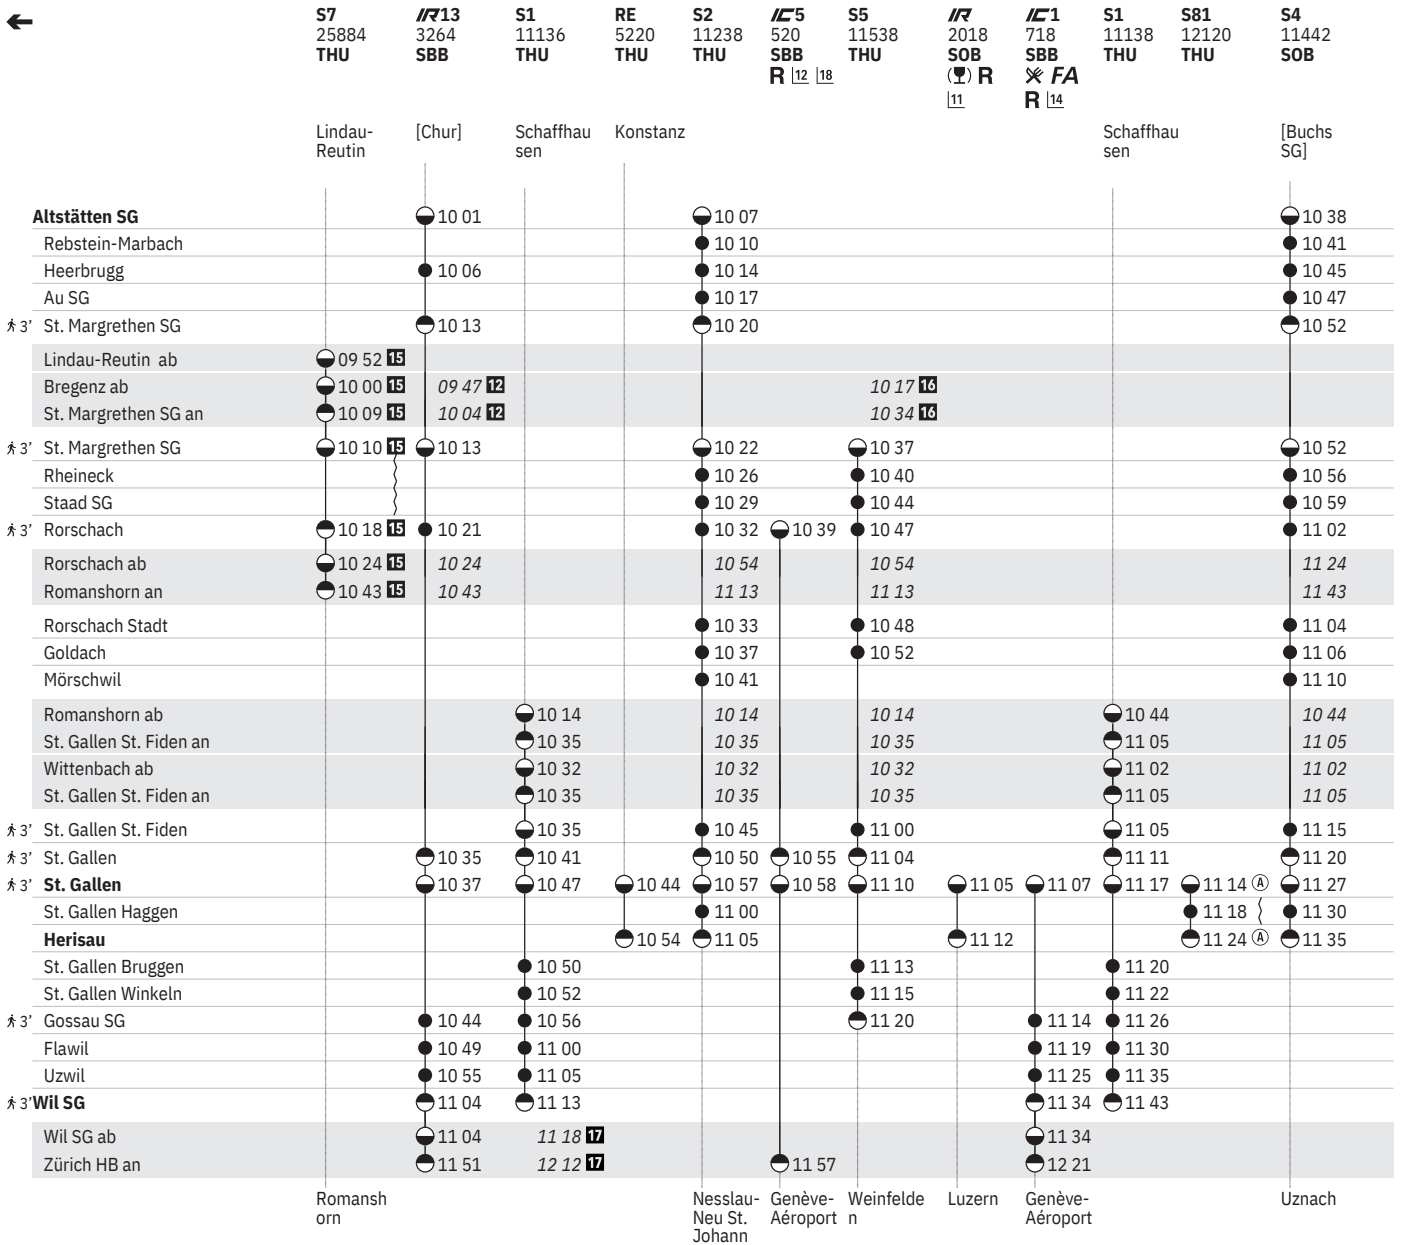 S7 IR13 S1 RE S2 IC5 S5 IR IC1 S1 S81 S4
25884 3264 11136 5220 11238 520 11538 2018 718 11138 12120 11442
THU SBB THU THU THU SBB THU SOB SBB THU THU SOB
R 12 18 R FA
11 R 14
Lindau- [Chur] Schaffhau Konstanz Schaffhau [Buchs
Reutin sen sen SG]
Altstätten SG 10 01 10 07 10 38
Rebstein-Marbach 10 10 10 41
Heerbrugg 10 06 10 14 10 45
Au SG 10 17 10 47
3' St. Margrethen SG 10 13 10 20 10 52
Lindau-Reutin ab 09 52 15
Bregenz ab 10 00 15 09 47 12 10 17 16
St. Margrethen SG an 10 09 15 10 04 12 10 34 16
3' St. Margrethen SG 10 10 15 10 13 10 22 10 37 10 52
Rheineck 10 26 10 40 10 56
Staad SG 10 29 10 44 10 59
3' Rorschach 10 18 15 10 21 10 32 10 39 10 47 11 02
Rorschach ab 10 24 15 10 24 10 54 10 54 11 24
Romanshorn an 10 43 15 10 43 11 13 11 13 11 43
Rorschach Stadt 10 33 10 48 11 04
Goldach 10 37 10 52 11 06
Mörschwil 10 41 11 10
Romanshorn ab 10 14 10 14 10 14 10 44 10 44
St. Gallen St. Fiden an 10 35 10 35 10 35 11 05 11 05
Wittenbach ab 10 32 10 32 10 32 11 02 11 02
St. Gallen St. Fiden an 10 35 10 35 10 35 11 05 11 05
3' St. Gallen St. Fiden 10 35 10 45 11 00 11 05 11 15
3' St. Gallen 10 35 10 41 10 50 10 55 11 04 11 11 11 20
3' St. Gallen 10 37 10 47 10 44 10 57 10 58 11 10 11 05 11 07 11 17 11 14 A 11 27
St. Gallen Haggen 11 00 11 18 11 30
Herisau 10 54 11 05 11 12 11 24 A 11 35
St. Gallen Bruggen 10 50 11 13 11 20
St. Gallen Winkeln 10 52 11 15 11 22
3' Gossau SG 10 44 10 56 11 20 11 14 11 26
Flawil 10 49 11 00 11 19 11 30
Uzwil 10 55 11 05 11 25 11 35
3' Wil SG 11 04 11 13 11 34 11 43
Wil SG ab 11 04 11 18 17 11 34
Zürich HB an 11 51 12 12 17 11 57 12 21
Romansh Nesslau- Genève- Weinfelde Luzern Genève- Uznach
orn Neu St. Aéroport n Aéroport
Johann